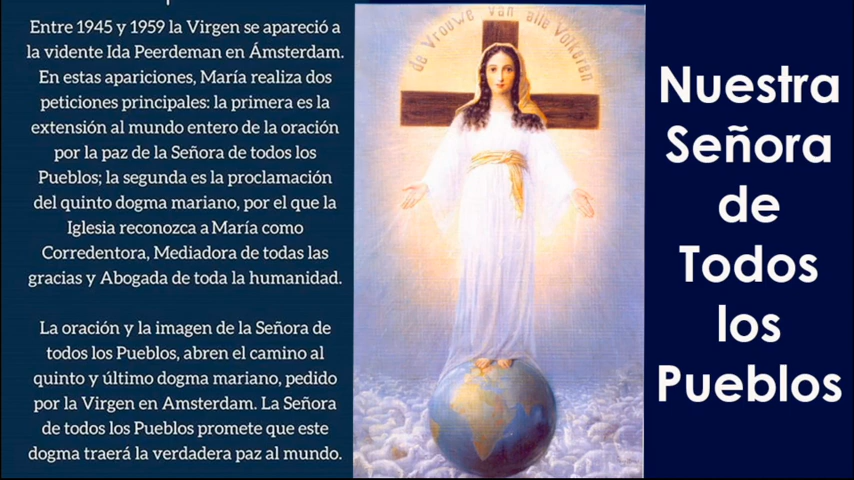 Entre 1945 y 1959 la Virgen se apareció a
la vidente Ida Peerdeman en Ámsterdam.
En estas apariciones, María realiza dos
peticiones principales: la primera es la
extensión al mundo entero de la oración
por la paz de la Señora de todos los
Pueblos; la segunda es la proclamación
del quinto dogma mariano, por el que la
Iglesia reconozca a María como
Corredentora, Mediadora de todas las
gracias y Abogada de toda la humanidad.
La oración y la imagen de la Señora de
todos los Pueblos, abren el camino al
quinto y último dogma mariano, pedido
por la Virgen en Amsterdam. La Señora
de todos los Pueblos promete que este
dogma traerá la verdadera paz al mundo.
de Vrouwe van alle Volkeren
Nuestra
Señora
de
Todos
los
Pueblos